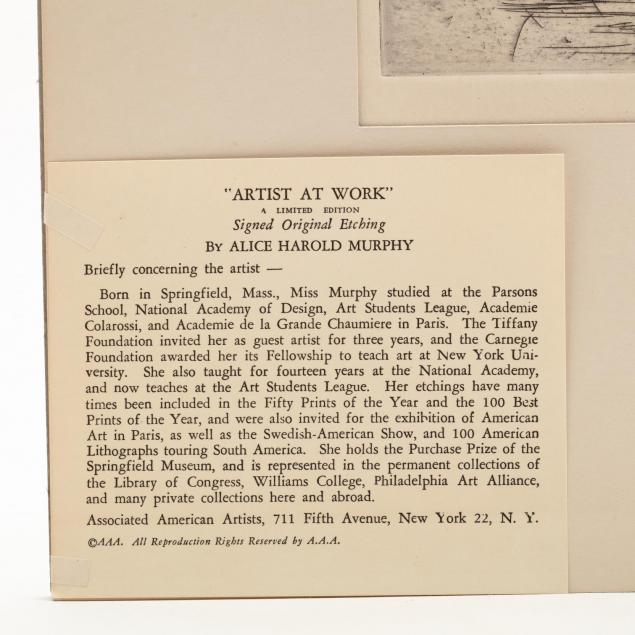 "ARTIST AT WORK"
A LIMITED EDITION
Signed Original Etching
BY ALICE HAROLD MURPHY
Briefly concerning the artist —
Born in Springfield, Mass., Miss Murphy studied at the Parsons
School, National Academy of Design, Art Students League, Academie
Colarossi, and Academie de la Grande Chaumiere in Paris. The Tiffany
Foundation invited her as guest artist for three years, and the Carnegie
Foundation awarded her its Fellowship to teach art at New York Uni-
versity. She also taught for fourteen years at the National Academy,
and now teaches at the Art Students League. Her etchings have many
times been included in the Fifty Prints of the Year and the 100 Best
Prints of the Year, and were also invited for the exhibition of American
Art in Paris, as well as the Swedish-American Show, and 100 American
Lithographs touring South America. She holds the Purchase Prize of the
Springfield Museum, and is represented in the permanent collections of
the Library of Congress, Williams College, Philadelphia Art Alliance,
and many private collections here and abroad.
Associated American Artists, 711 Fifth Avenue, New York 22, N. Y.
©AAA. All Reproduction Rights Reserved by A.A.A.